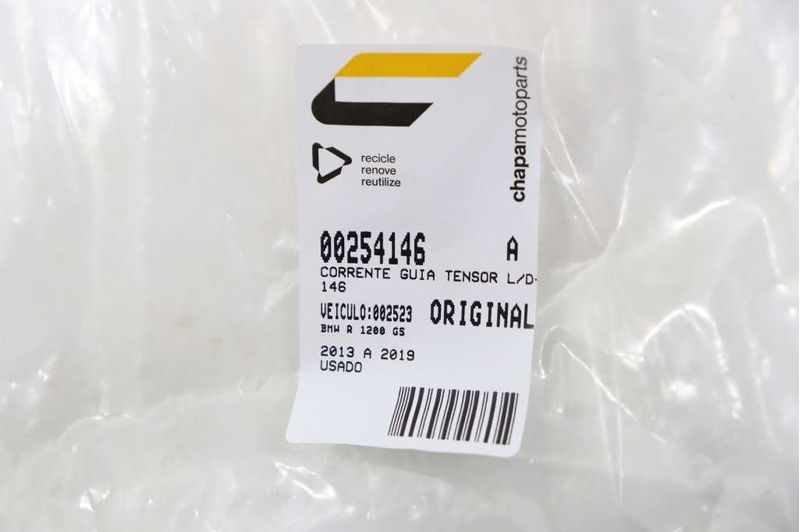 chapamotoparts
recicle
renove
reutilize
00254146 A
CORRENTE GUIA TENSOR L/D-
146
VEICULO:002523 ORIGINAL
BMW R 1200 GS
2013 A 2019
USADO